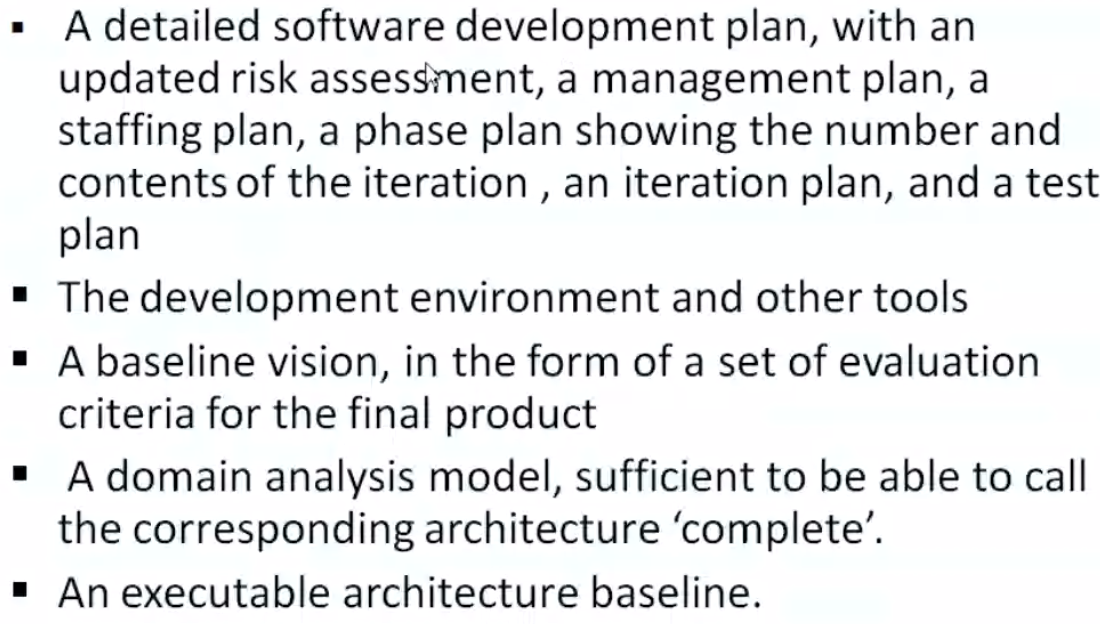 ▪ A detailed software development plan, with an
updated risk assessment, a management plan, a
staffing plan, a phase plan showing the number and
contents of the iteration , an iteration plan, and a test
plan
▪ The development environment and other tools
▪ A baseline vision, in the form of a set of evaluation
criteria for the final product
▪ A domain analysis model, sufficient to be able to call
the corresponding architecture ‘complete’.
▪ An executable architecture baseline.